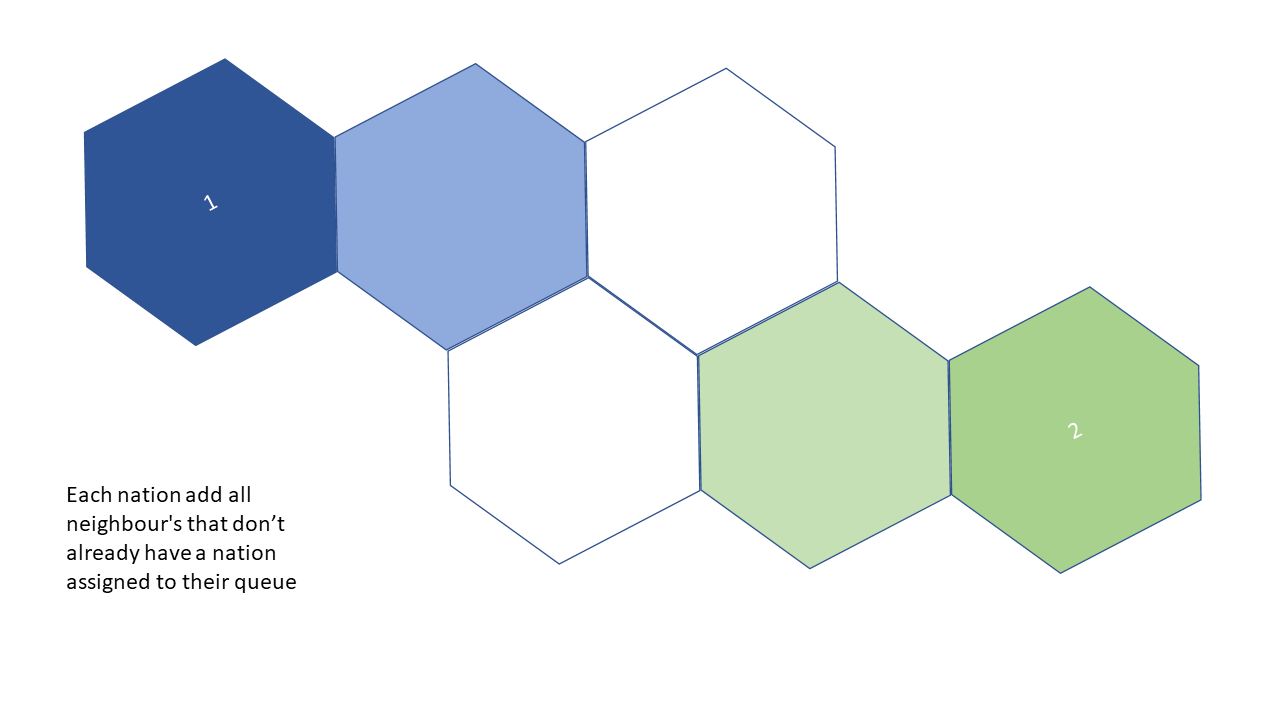 1
2
Each nation add all
neighbour's that don’t
already have a nation
assigned to their queue